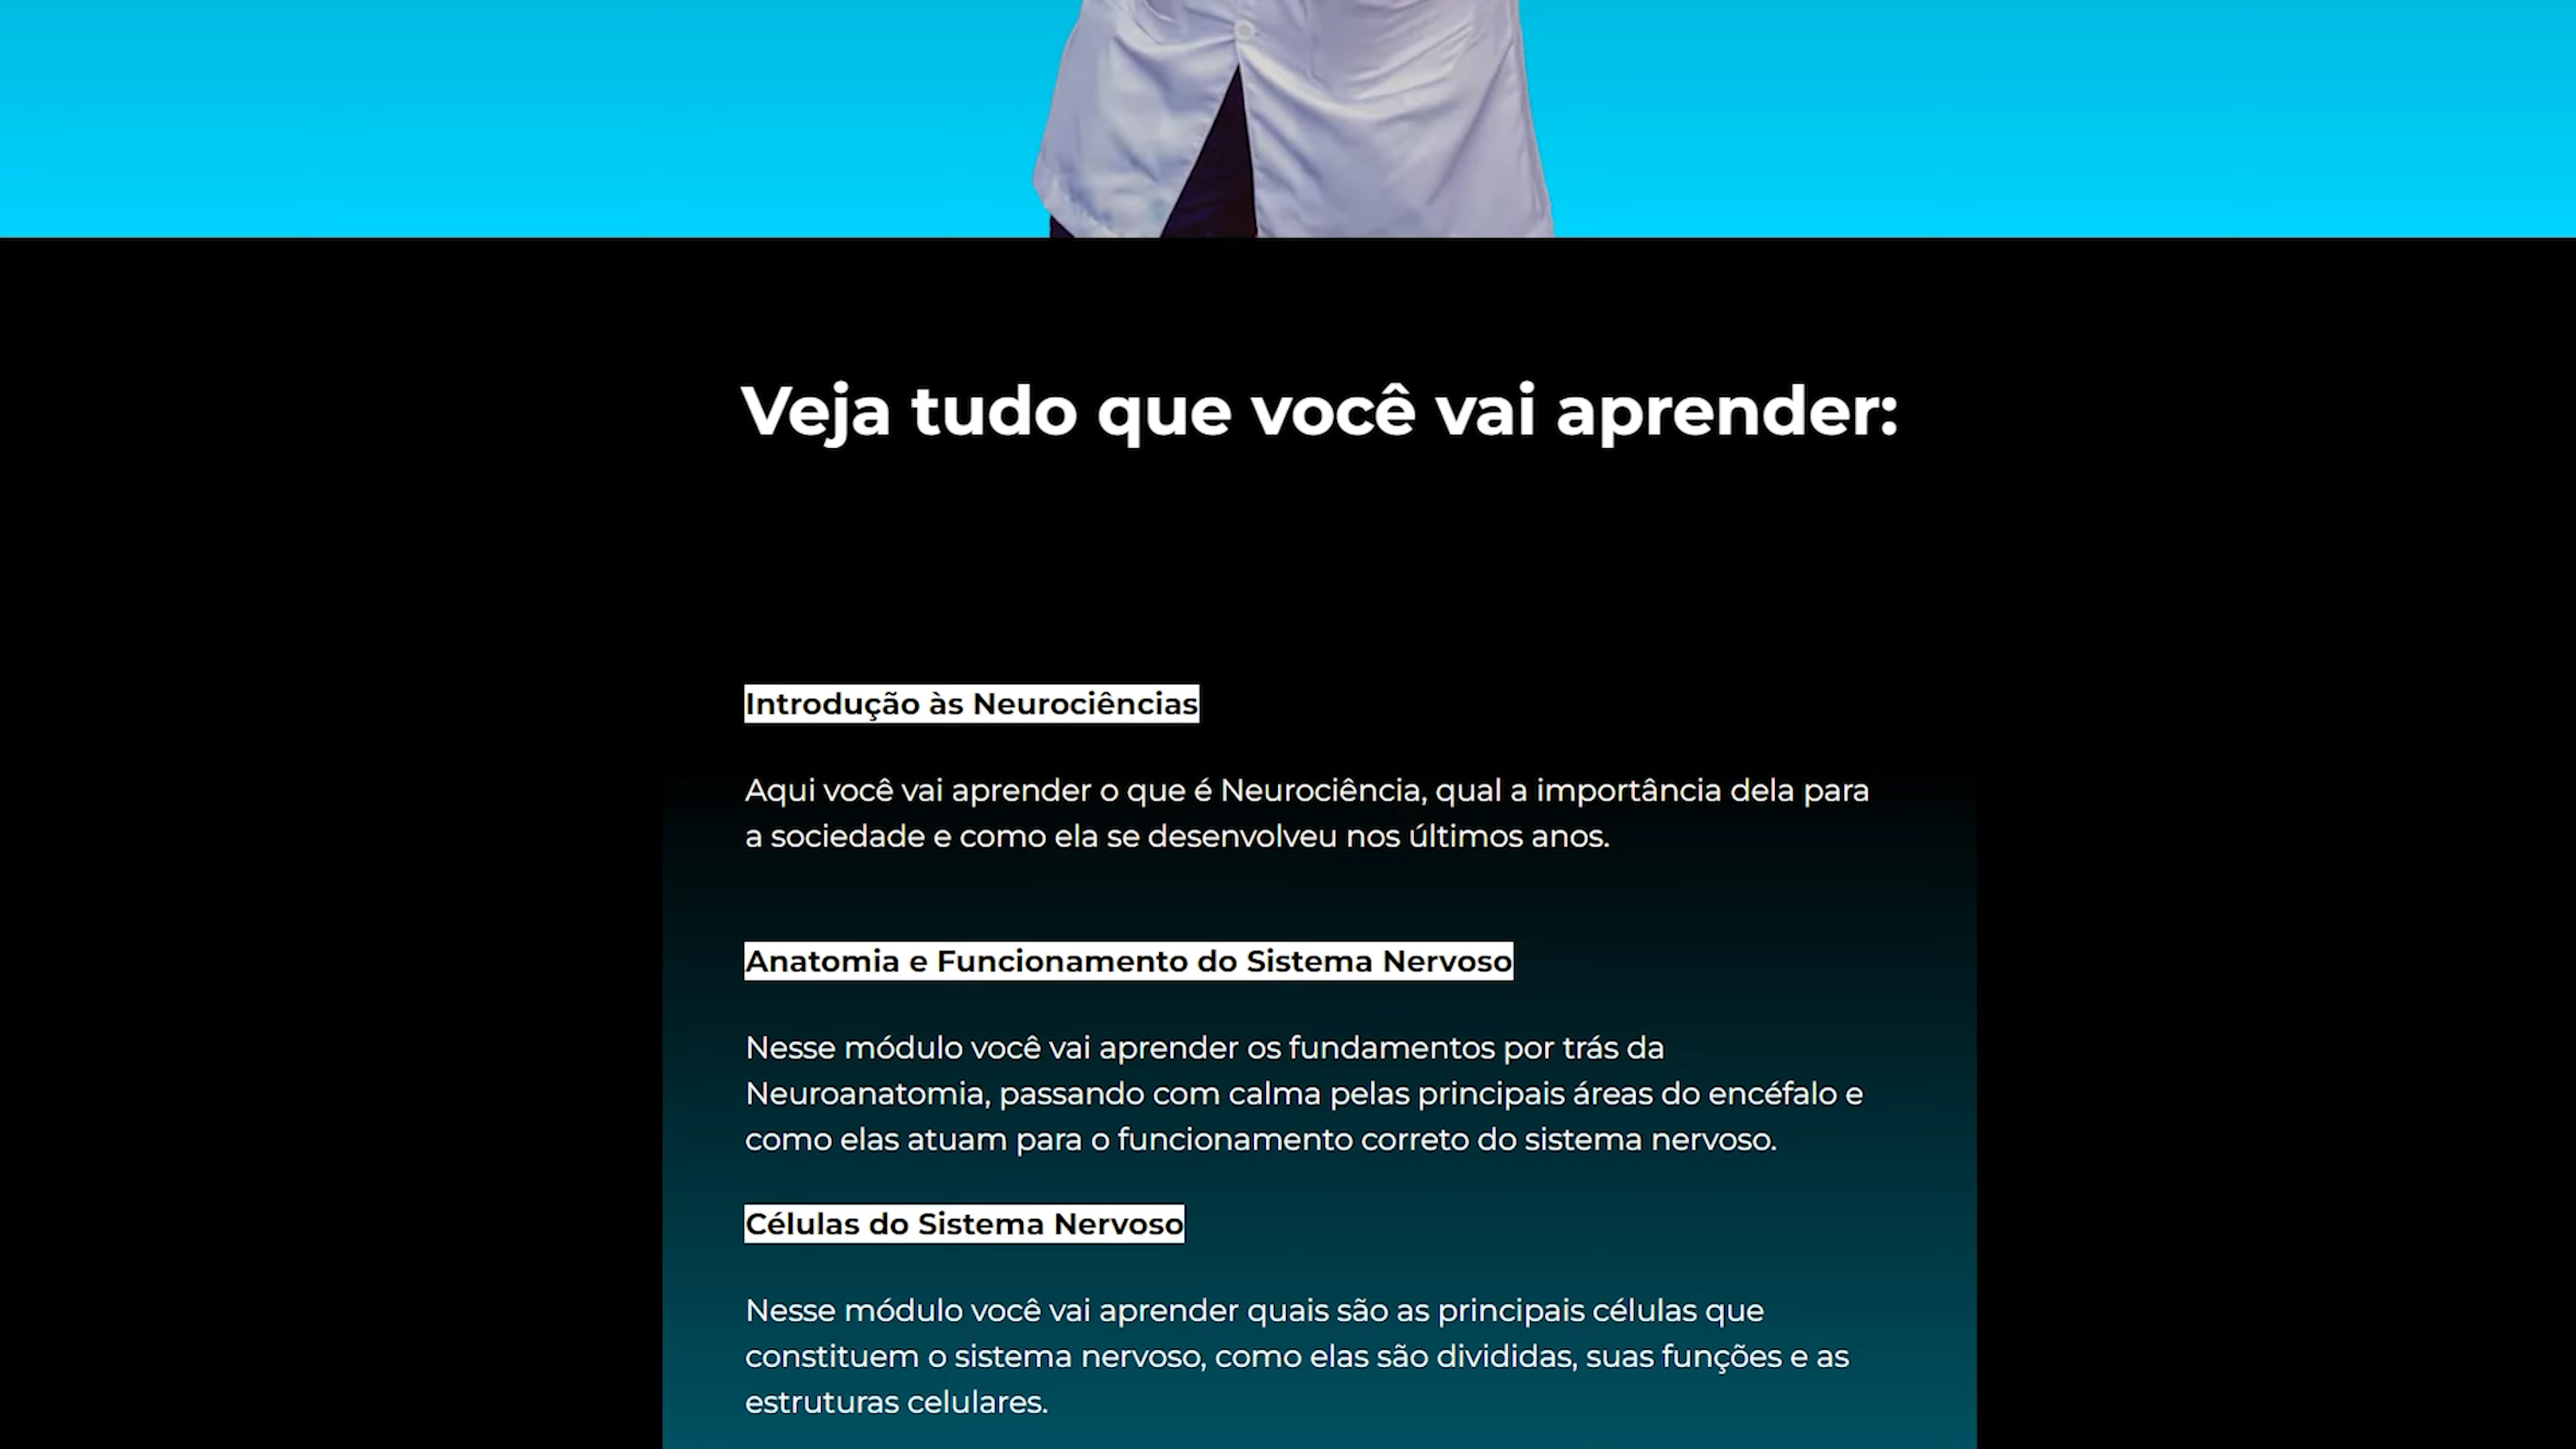 Veja tudo que você vai aprender:
Introdução às Neurociências
Aqui você vai aprender o que é Neurociência, qual a importância dela para
a sociedade e como ela se desenvolveu nos últimos anos.
Anatomia e Funcionamento do Sistema Nervoso
Nesse módulo você vai aprender os fundamentos por trás da
Neuroanatomia, passando com calma pelas principais áreas do encéfalo e
como elas atuam para o funcionamento correto do sistema nervoso.
Células do Sistema Nervoso
Nesse módulo você vai aprender quais são as principais células que
constituem o sistema nervoso, como elas são divididas, suas funções e as
estruturas celulares.